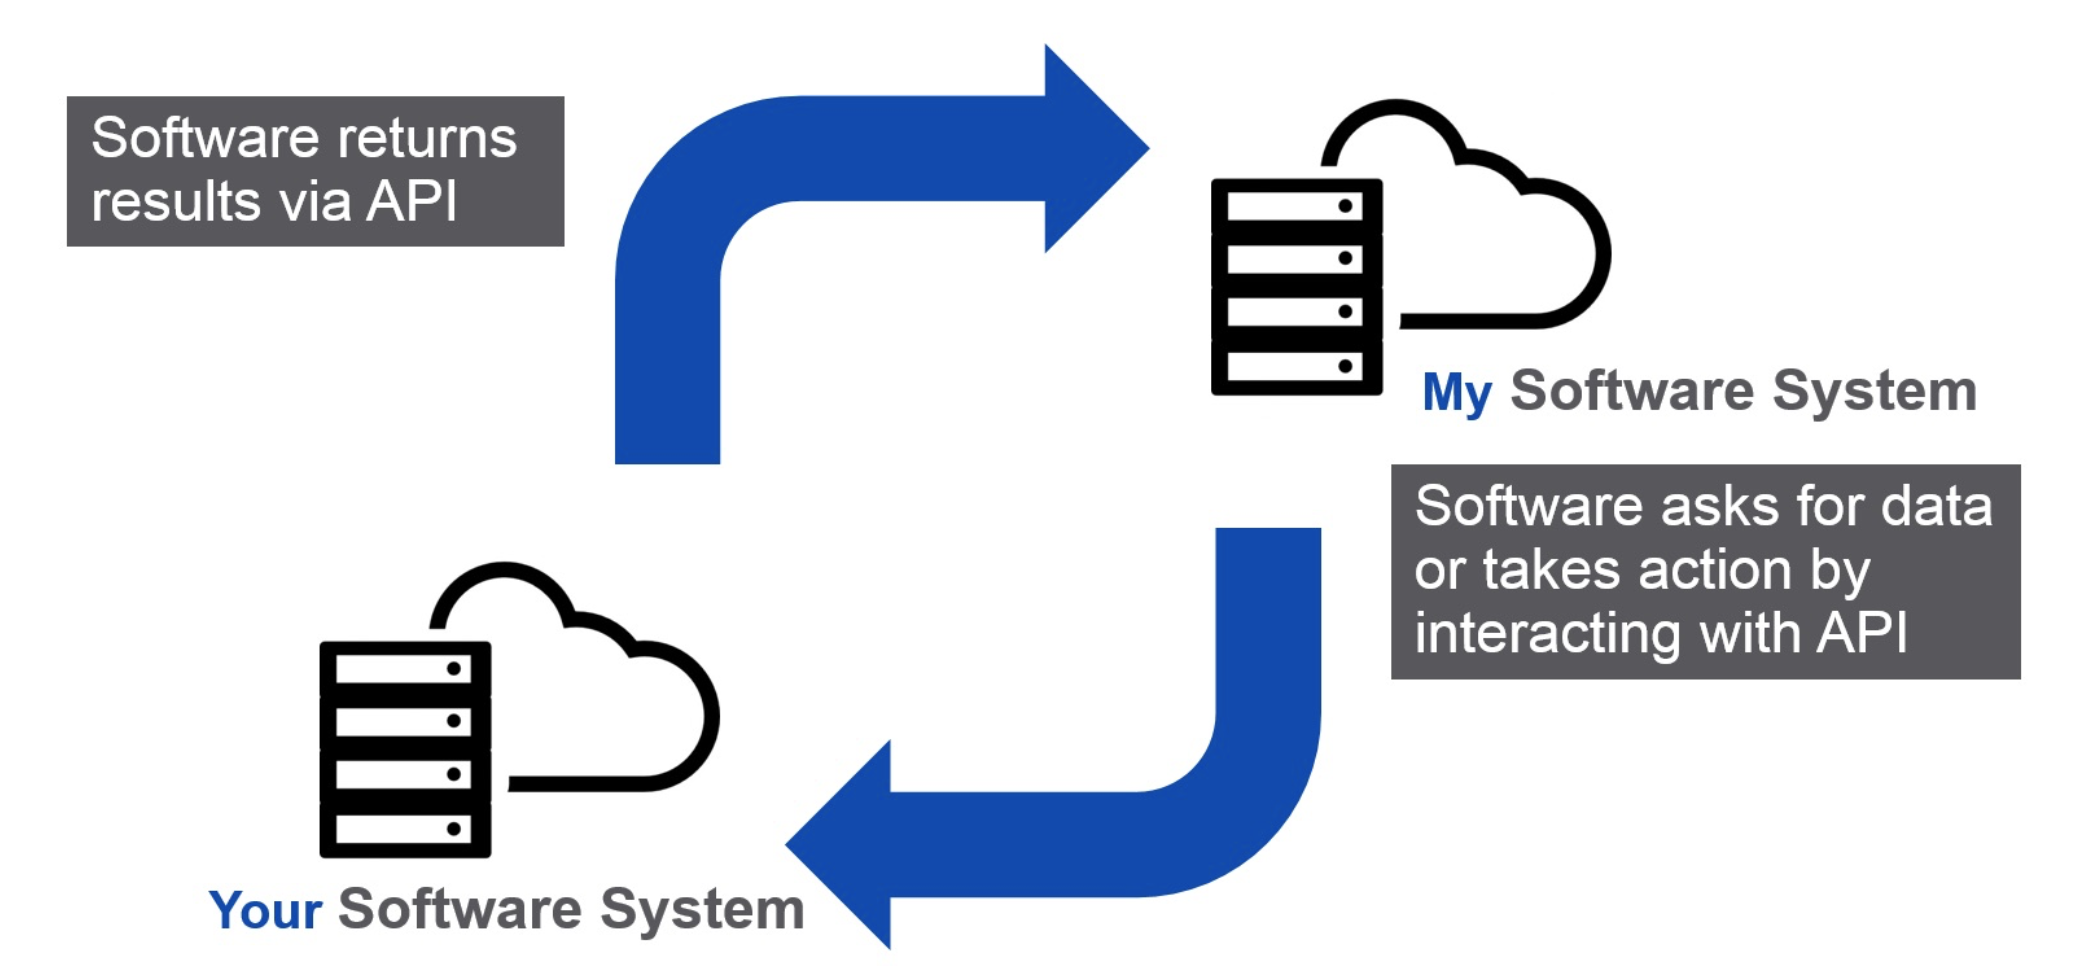 Software returns
results via API
My Software System
Software asks for data
or takes action by
interacting with API
Your Software System